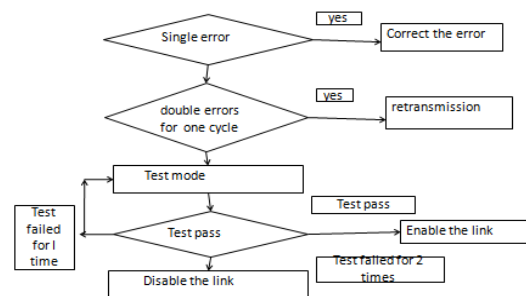 yes
Single error
Correct the error
yes
double errors
for one cycle
retransmission
Test mode
Test pass
Test
failed
for I
time
Test pass
Enable the link
Test failed for 2
times
Disable the link